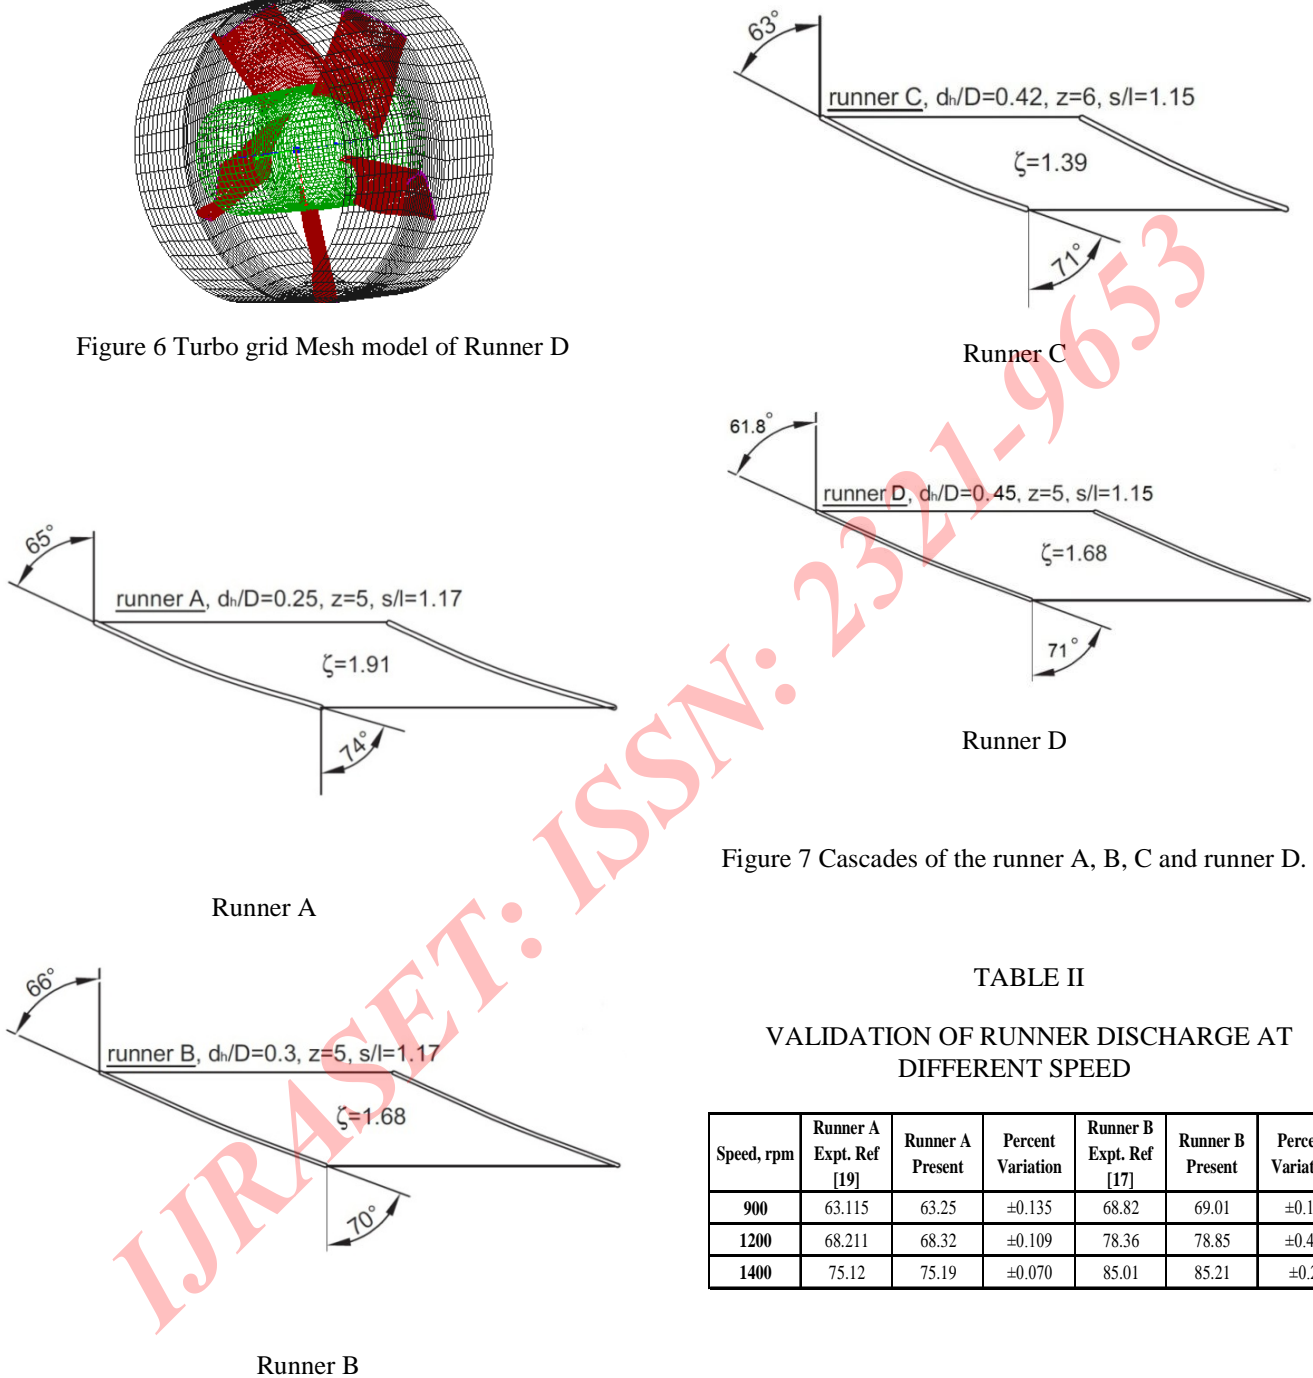 Figure 6 Turbo grid Mesh model of Runner D
65°
runner A, dh/D=0.25, z=5, s/l=1.17
ζ=1.91
74°
Runner A
66°
runner B, dh/D=0.3, z=5, s/l=1.17
ζ=1.68
70°
Runner B
63°
runner C, dh/D=0.42, z=6, s/l=1.15
ζ=1.39
71°
Runner C
61.8°
runner D, dh/D=0.45, z=5, s/l=1.15
ζ=1.68
71°
Runner D
Figure 7 Cascades of the runner A, B, C and runner D.
TABLE II
VALIDATION OF RUNNER DISCHARGE AT
DIFFERENT SPEED
Speed, rpm Runner A Expt. Ref [19] Runner A Present Percent Variation Runner B Expt. Ref [17] Runner B Present
900 63.115 63.25 ±0.135 68.82 69.01
1200 68.211 68.32 ±0.109 78.36 78.85
1400 75.12 75.19 ±0.070 85.01 85.21
IJRASET: ISSN: 2321-9653